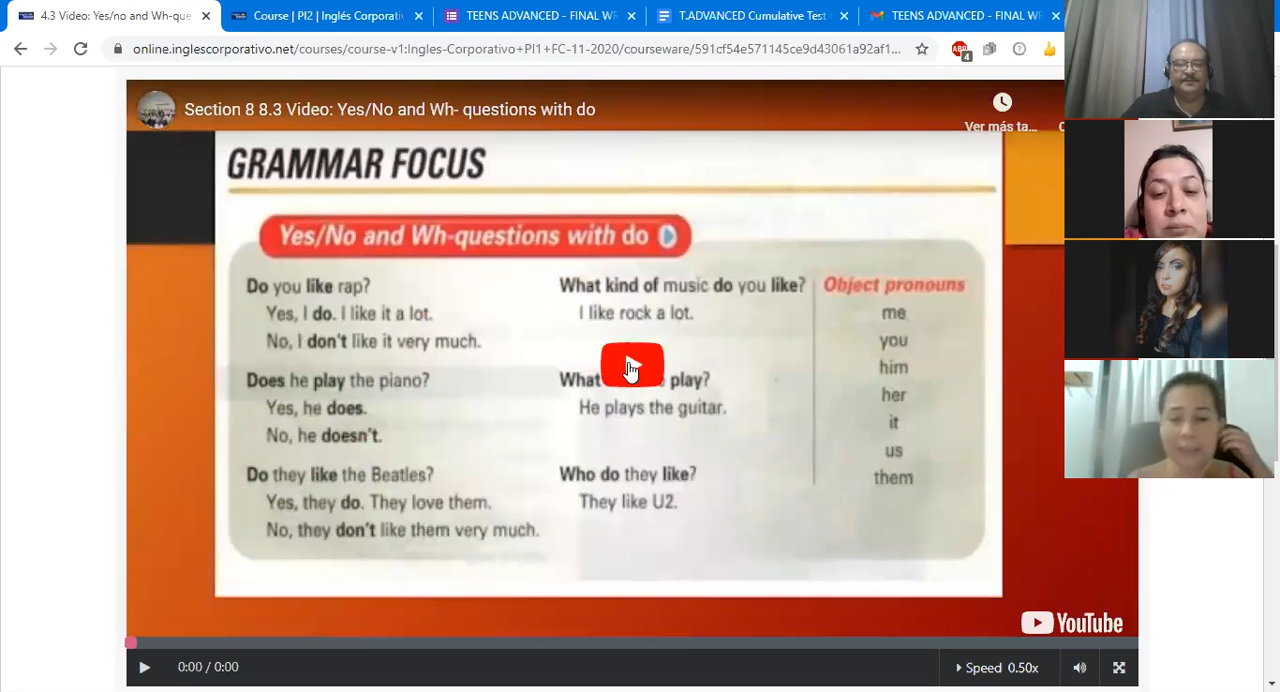 4.3 Video: Yes/No and Wh-que
Course | PI2 | Inglés Corporati
TEENS ADVANCED - FINAL WR
T.ADVANCED Cumulative Test
TEENS ADVANCED - FINAL WR
online.inglescorporativo.net/courses/course-v1:Ingles-Corporativo+PI1+FC-11-2020/courseware/591cf54e571145ce9d43061a92af1...
4
Section 8 8.3 Video: Yes/No and Wh- questions with do
Ver más ta...
GRAMMAR FOCUS
Yes/No and Wh-questions with do
Do you like rap?
Yes, I do. I like it a lot.
No, I don't like it very much.
Does he play the piano?
Yes, he does.
No, he doesn't.
Do they like the Beatles?
Yes, they do. They love them.
No, they don't like them very much.
What kind of music do you like?
I like rock a lot.
What play?
He plays the guitar.
Who do they like?
They like U2.
Object pronouns
me
you
him
her
it
us
them
YouTube
0:00 / 0:00
Speed 0.50x